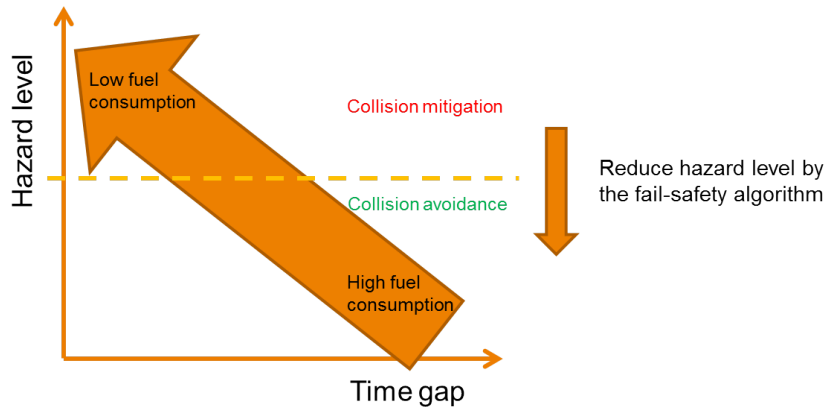 Hazard level
Low fuel
consumption
Collision mitigation
Reduce hazard level by
the fail-safety algorithm
Collision avoidance
High fuel
consumption
Time gap